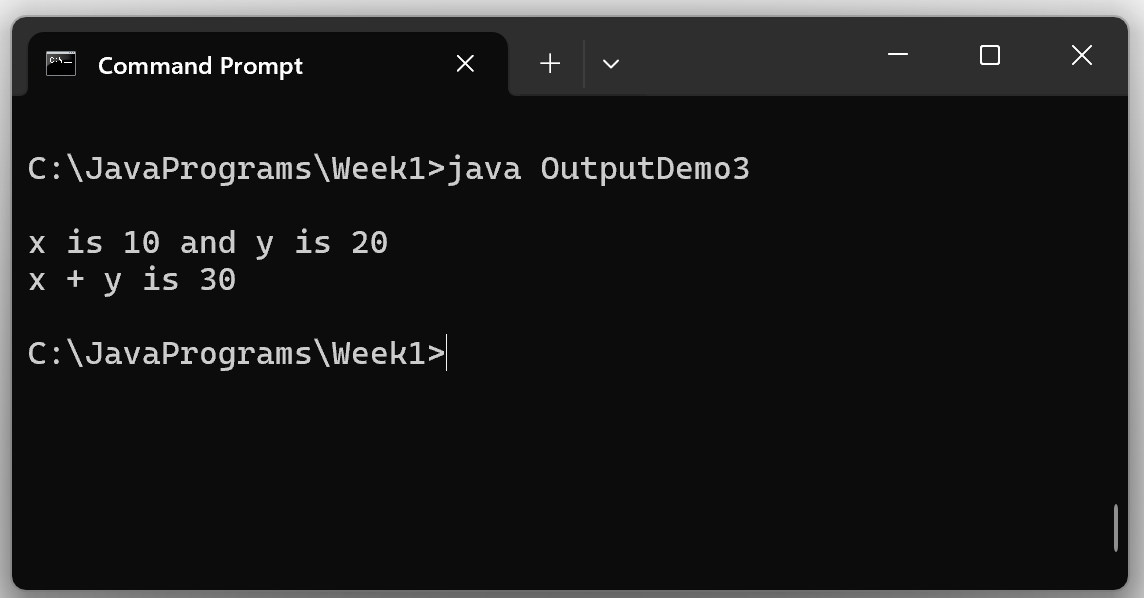 Command Prompt
C:\JavaPrograms\Week1>java OutputDemo3
x is 10 and y is 20
x + y is 30
C:\JavaPrograms\Week1>